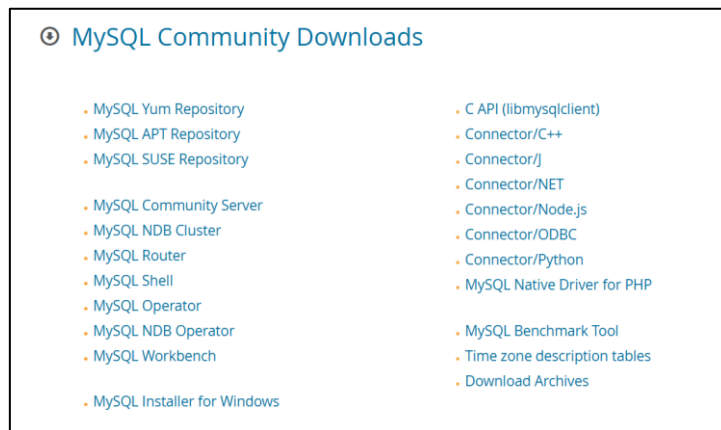 MySQL Community Downloads
MySQL Yum Repository
MySQL APT Repository
MySQL SUSE Repository
MySQL Community Server
MySQL NDB Cluster
MySQL Router
MySQL Shell
MySQL Operator
MySQL NDB Operator
MySQL Workbench
MySQL Installer for Windows
C API (libmysqlclient)
Connector/C++
Connector/J
Connector/NET
Connector/Node.js
Connector/ODBC
Connector/Python
MySQL Native Driver for PHP
MySQL Benchmark Tool
Time zone description tables
Download Archives